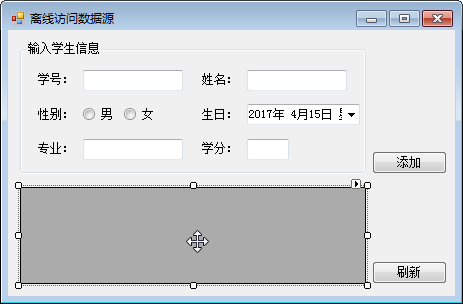 离线访问数据源
输入学生信息
学号： 姓名：
性别： 男 女 生日： 2017年 4月15日
专业： 学分：
添加
刷新